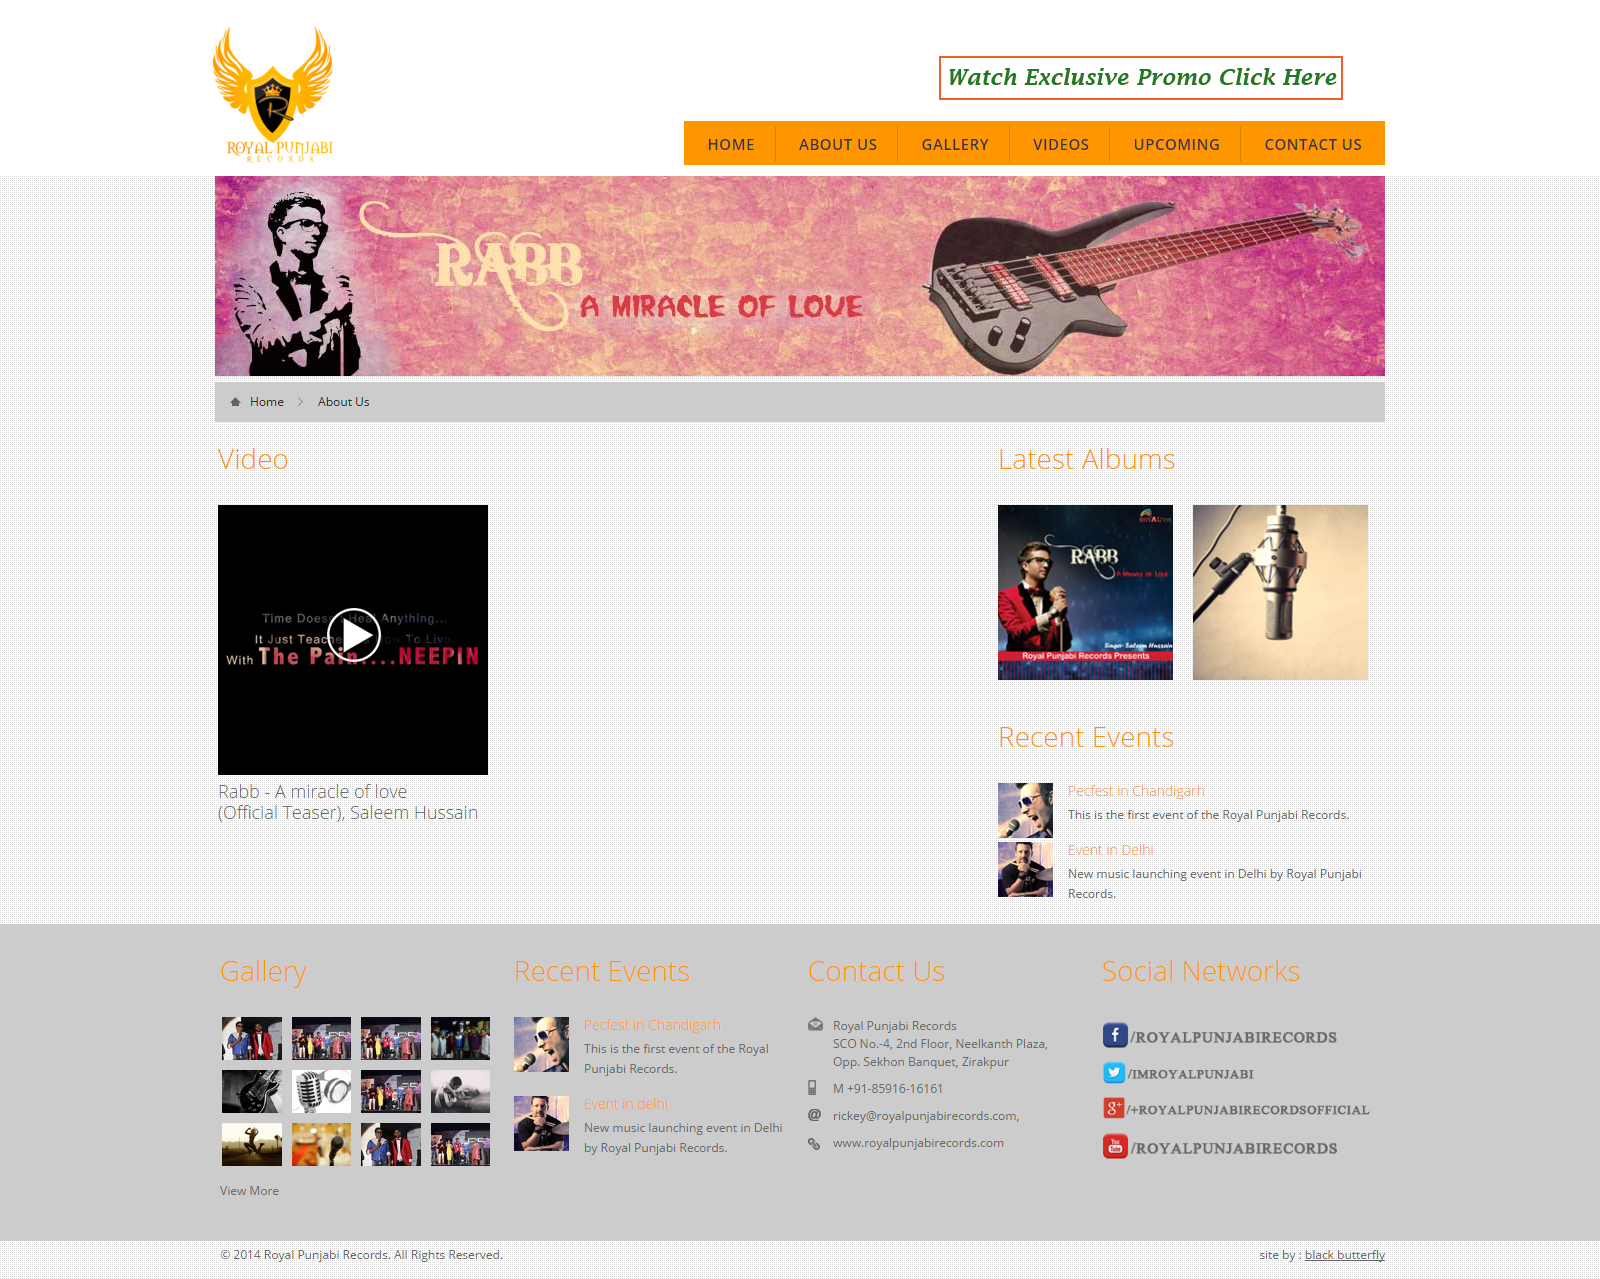 ROYAL PUNJABI
RECORDS
Watch Exclusive Promo Click Here
HOME
ABOUT US
GALLERY
VIDEOS
UPCOMING
CONTACT US
RABB
A MIRACLE OF LOVE
Home
About Us
Video
Time Doesn't Heal Anything...
It Just Teaches Us How To Live
With The Pain....NEEPIN
Rabb - A miracle of love
(Official Teaser), Saleem Hussain
Latest Albums
RABB
A Miracle of Love
Singer Saleem Hussain
Royal Punjabi Records Presents
Recent Events
Pecfest in Chandigarh
This is the first event of the Royal Punjabi Records.
Event in Delhi
New music launching event in Delhi by Royal Punjabi
Records.
Gallery
View More
Recent Events
Pecfest in Chandigarh
This is the first event of the Royal
Punjabi Records.
Event in delhi
New music launching event in Delhi
by Royal Punjabi Records.
Contact Us
Royal Punjabi Records
SCO No.-4, 2nd Floor, Neelkanth Plaza,
Opp. Sekhon Banquet, Zirakpur
M +91-85916-16161
rickey@royalpunjabirecords.com,
www.royalpunjabirecords.com
Social Networks
/ROYALPUNJABIRECORDS
/IMROYALPUNJABI
/+ROYALPUNJABIRECORDSOFFICIAL
/ROYALPUNJABIRECORDS
© 2014 Royal Punjabi Records. All Rights Reserved.
site by : black butterfly